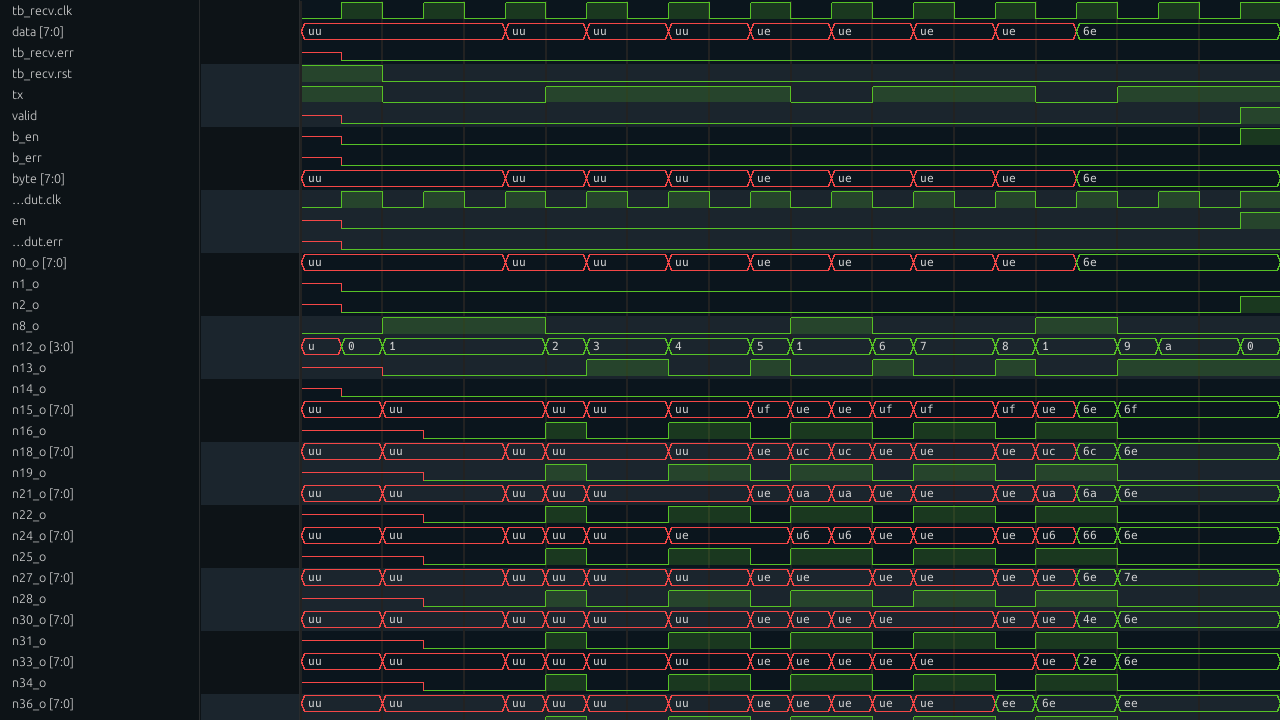 tb_recv.clk
data [7:0] uu uu uu uu ue ue ue ue 6e
tb_recv.err
tb_recv.rst
tx
valid
b_en
b_err
byte [7:0] uu uu uu uu ue ue ue ue 6e
...dut.clk
en
...dut.err
n0_o [7:0] uu uu uu uu ue ue ue ue 6e
n1_o
n2_o
n8_o
n12_o [3:0] u 0 1 2 3 4 5 1 6 7 8 1 9 a 0
n13_o
n14_o
n15_o [7:0] uu uu uu uu uu uf ue ue uf uf uf ue 6e 6f
n16_o
n18_o [7:0] uu uu uu uu uu ue uc uc ue ue ue uc 6c 6e
n19_o
n21_o [7:0] uu uu uu uu uu ue ua ua ue ue ue ua 6a 6e
n22_o
n24_o [7:0] uu uu uu uu uu ue u6 u6 ue ue ue u6 66 6e
n25_o
n27_o [7:0] uu uu uu uu uu uu ue ue ue ue ue ue 6e 7e
n28_o
n30_o [7:0] uu uu uu uu uu uu ue ue ue ue ue ue 4e 6e
n31_o
n33_o [7:0] uu uu uu uu uu uu ue ue ue ue ue ue 2e 6e
n34_o
n36_o [7:0] uu uu uu uu uu uu ue ue ue ue ue ee 6e ee